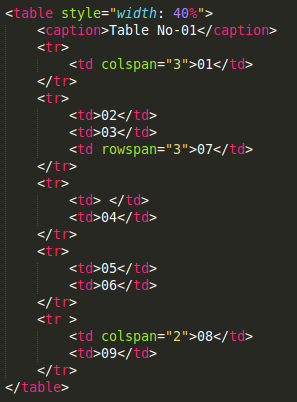 <table style="width: 40%">
    <caption>Table No-01</caption>
    <tr>
        <td colspan="3">01</td>
    </tr>
    <tr>
        <td>02</td>
        <td>03</td>
        <td rowspan="3">07</td>
    </tr>
    <tr>
        <td> </td>
        <td>04</td>
    </tr>
    <tr>
        <td>05</td>
        <td>06</td>
    </tr>
    <tr >
        <td colspan="2">08</td>
        <td>09</td>
    </tr>
</table>